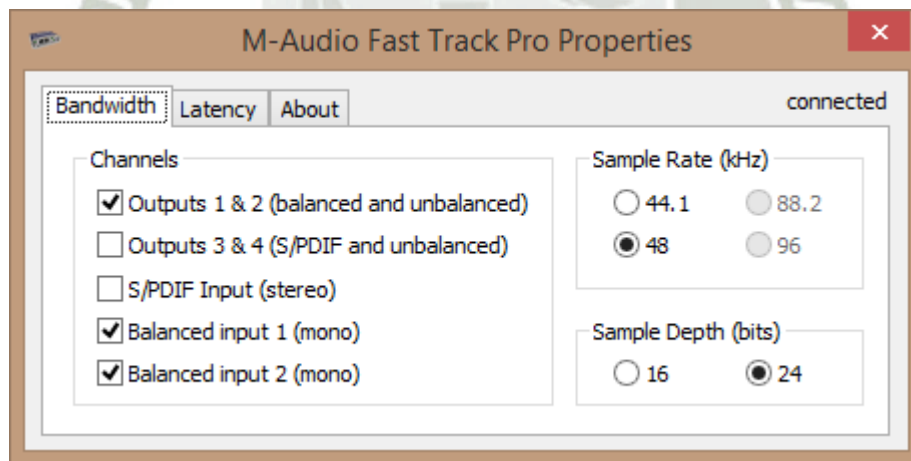 M-Audio Fast Track Pro Properties
Bandwidth Latency About connected
Channels
Outputs 1 & 2 (balanced and unbalanced)
Outputs 3 & 4 (S/PDIF and unbalanced)
S/PDIF Input (stereo)
Balanced input 1 (mono)
Balanced input 2 (mono)
Sample Rate (kHz)
44.1 88.2
48 96
Sample Depth (bits)
16 24